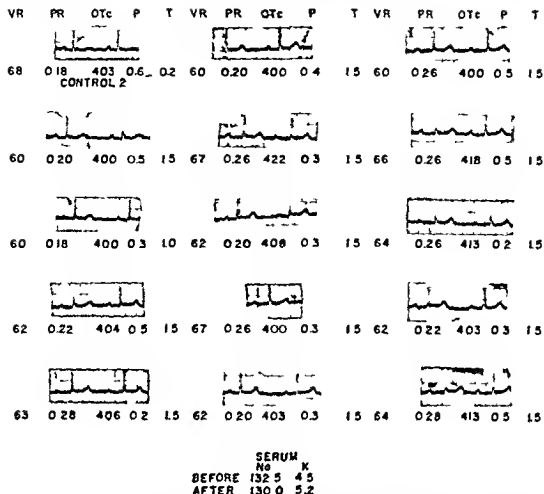 VR PR QTc P T VR PR QTc P T VR PR QTc P T
68 0.18 403 0.6 0.2 60 0.20 400 0.4 1.5 60 0.26 400 0.5 1.5
CONTROL 2
60 0.20 400 0.5 1.5 67 0.26 422 0.3 1.5 66 0.26 418 0.5 1.5
60 0.18 400 0.3 1.0 62 0.20 408 0.3 1.5 64 0.26 413 0.2 1.5
62 0.22 404 0.5 1.5 67 0.26 400 0.3 1.5 62 0.22 403 0.3 1.5
63 0.28 406 0.2 1.5 62 0.20 403 0.3 1.5 64 0.28 413 0.5 1.5
SERUM
Na K
BEFORE 132.5 4.5
AFTER 130.0 5.2